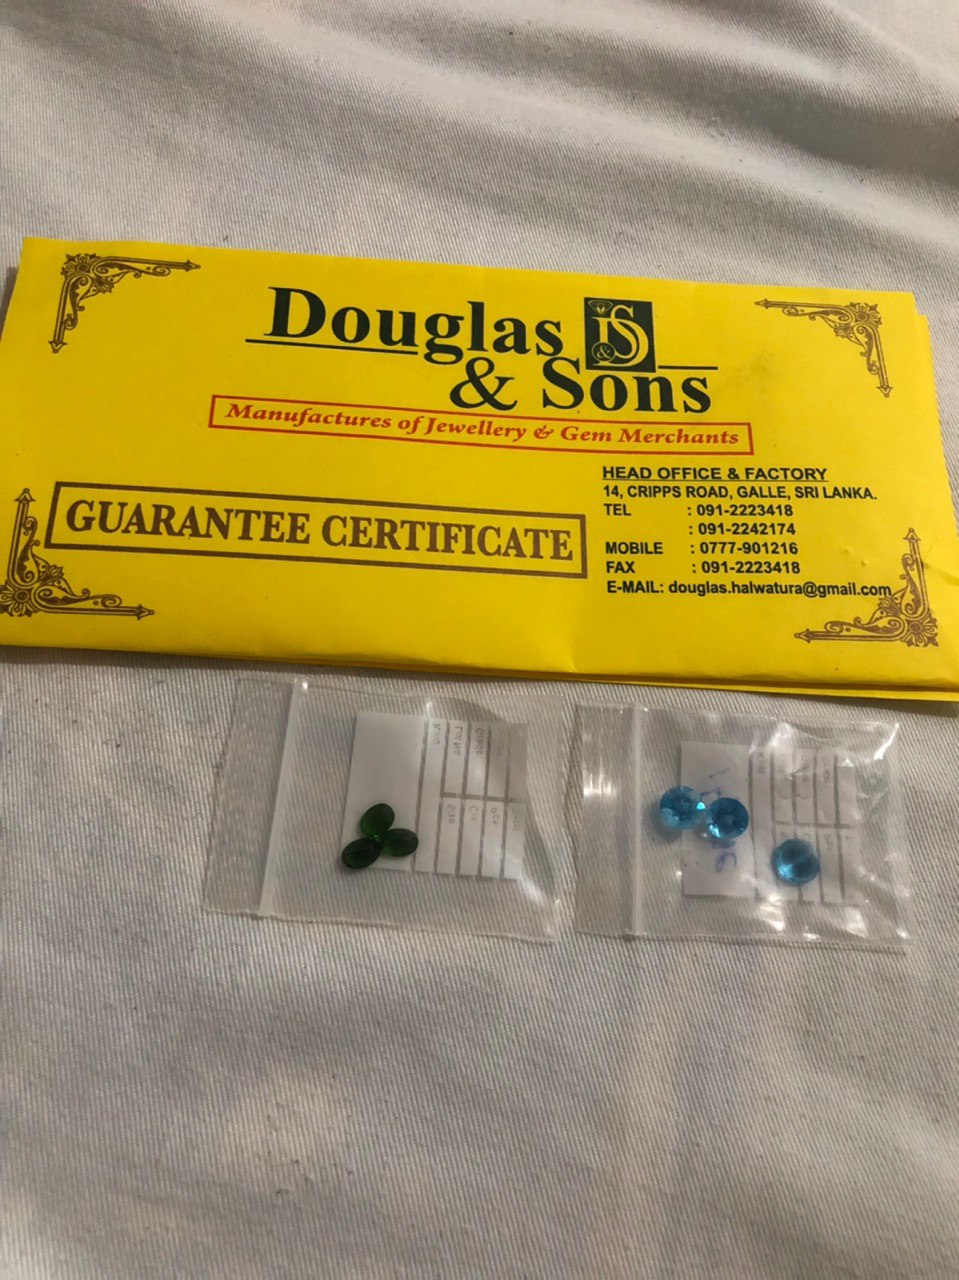 Douglas
& Sons
D&S
Manufactures of Jewellery & Gem Merchants
GUARANTEE CERTIFICATE
HEAD OFFICE & FACTORY
14, CRIPPS ROAD, GALLE, SRI LANKA.
TEL : 091-2223418
: 091-2242174
MOBILE : 0777-901216
FAX : 091-2223418
E-MAIL: douglas.halwatura@gmail.com